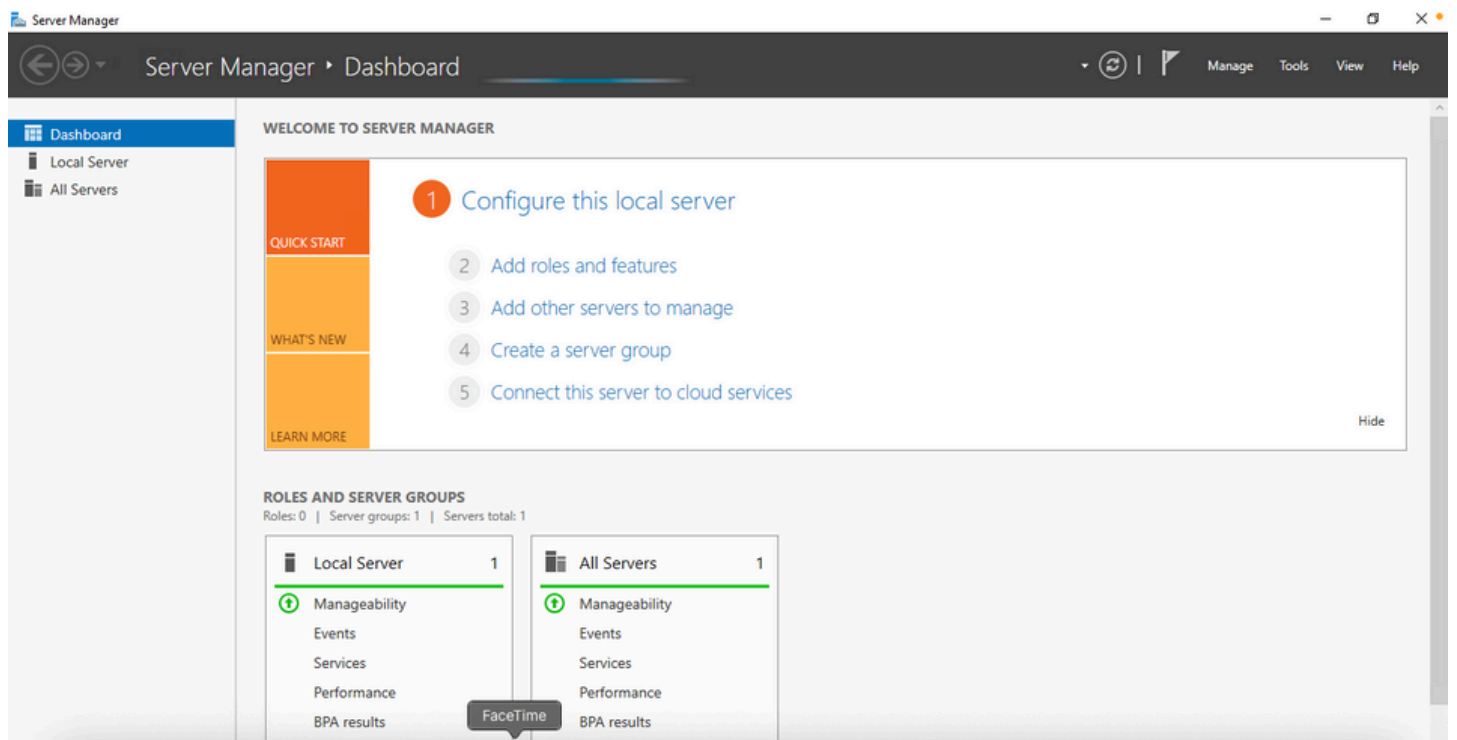 Server Manager
Server Manager ‣ Dashboard
Manage Tools View Help
Dashboard
Local Server
All Servers
WELCOME TO SERVER MANAGER
QUICK START
WHAT'S NEW
LEARN MORE
1 Configure this local server
2 Add roles and features
3 Add other servers to manage
4 Create a server group
5 Connect this server to cloud services
Hide
ROLES AND SERVER GROUPS
Roles: 0 | Server groups: 1 | Servers total: 1
Local Server 1
Manageability
Events
Services
Performance
BPA results
All Servers 1
Manageability
Events
Services
Performance
BPA results
FaceTime